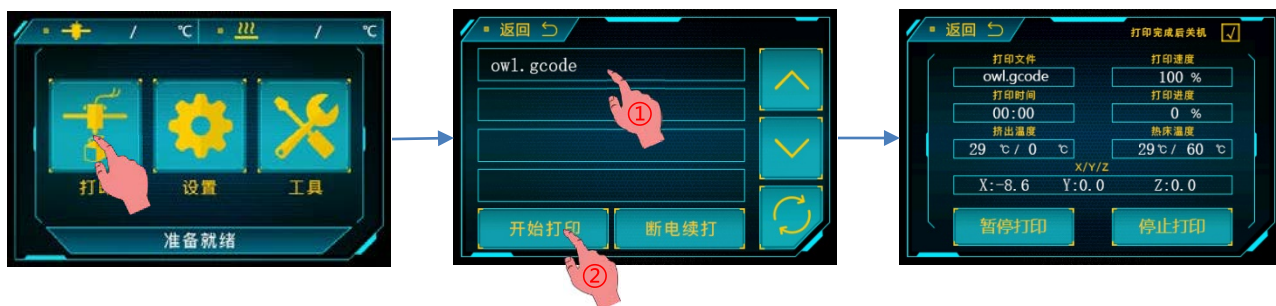 / ℃ / ℃
打印 设置 工具
准备就绪
返回
owl.gcode
①
开始打印 断电续打
②
返回 打印完成后关机
打印文件 打印速度
owl.gcode 100 %
打印时间 打印进度
00:00 0 %
挤出温度 热床温度
29 ℃ / 0 ℃ 29℃ / 60 ℃
X/Y/Z
X:-8.6 Y:0.0 Z:0.0
暂停打印 停止打印